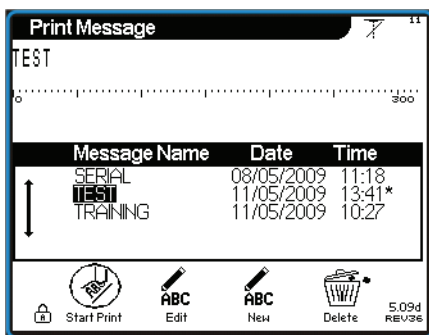 Print Message
11
TEST
0 300
Message Name Date Time
SERIAL 08/05/2009 11:18
TEST 11/05/2009 13:41*
TRAINING 11/05/2009 10:27
ABC ABC ABC
Start Print Edit New Delete
5.09d
REV36